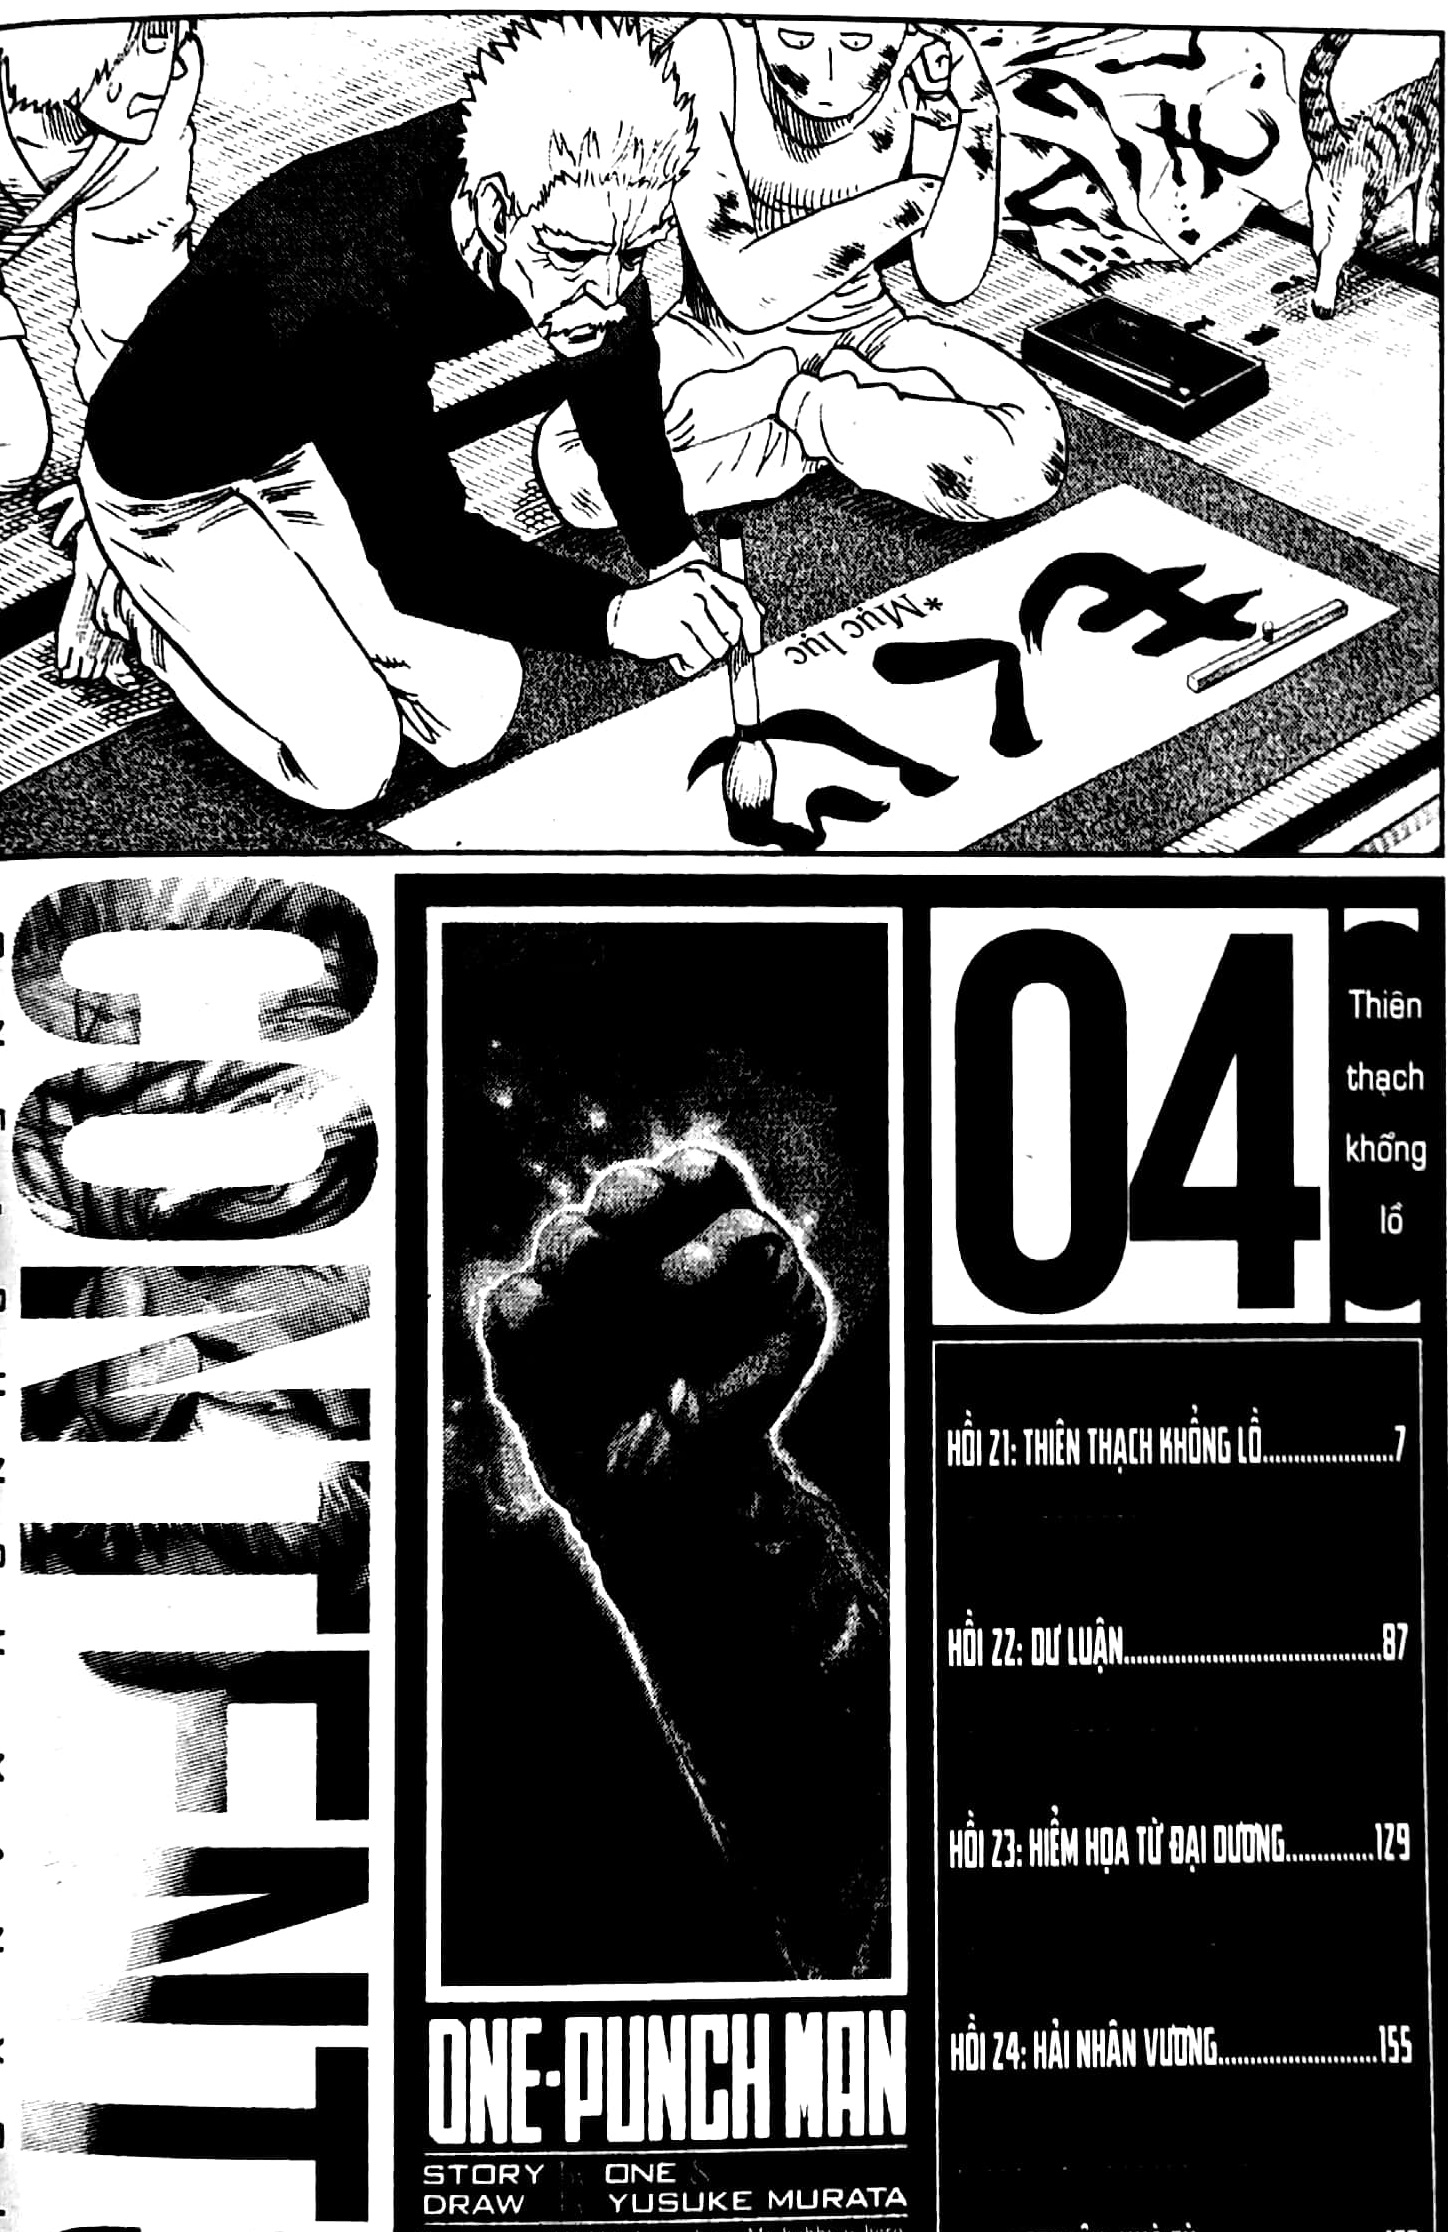 *Mục lục
もくじ
CONTENTS
04
Thiên
thạch
khổng
lồ
HỒI 21: THIÊN THẠCH KHỔNG LỒ......................7
HỒI 22: DƯ LUẬN..........................................87
HỒI 23: HIỂM HỌA TỪ ĐẠI DƯƠNG..............129
HỒI 24: HẢI NHÂN VƯƠNG..........................155
ONE-PUNCH MAN
STORY ONE
DRAW YUSUKE MURATA